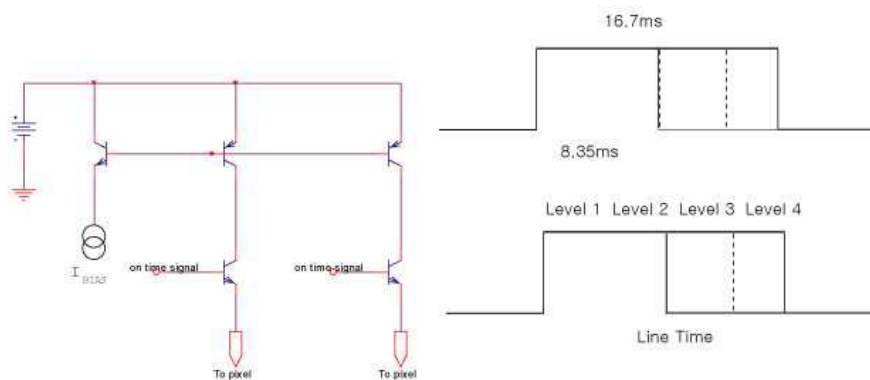 16.7ms
8.35ms
Level 1 Level 2 Level 3 Level 4
on time signal on time signal
I BIAS
Line Time
To pixel To pixel